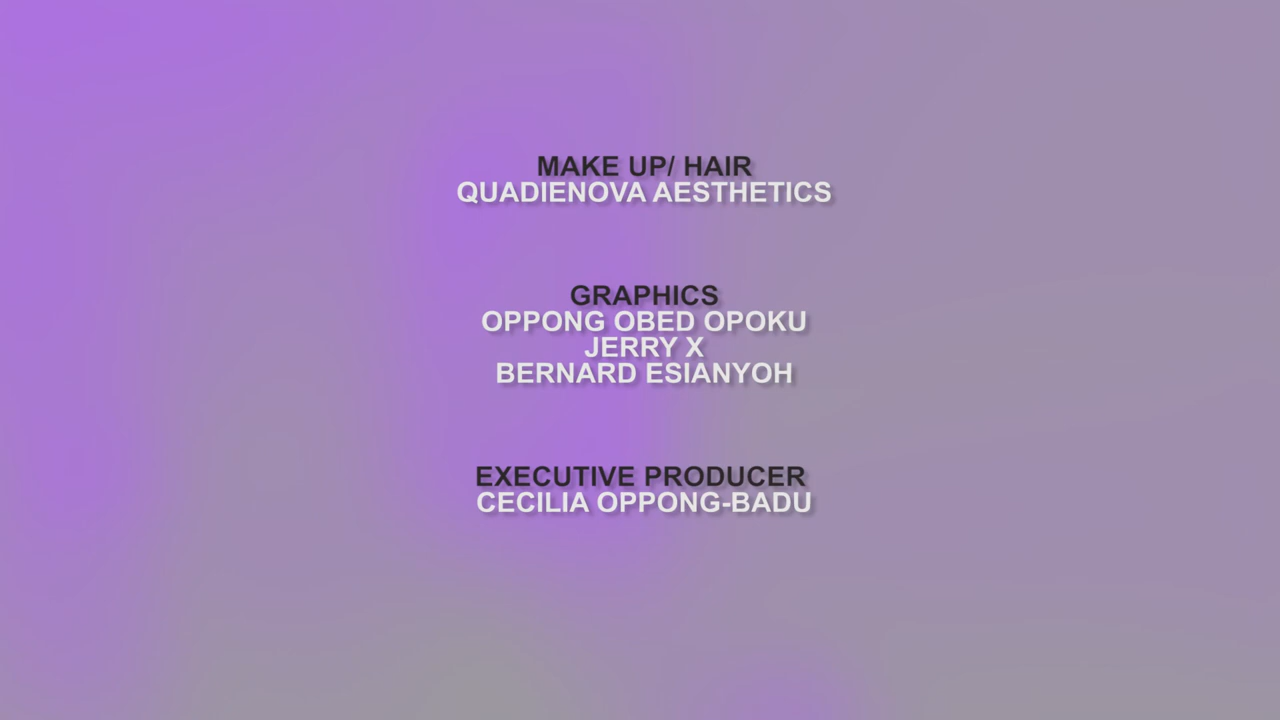 MAKE UP/ HAIR
QUADIENOVA AESTHETICS
GRAPHICS
OPPONG OBED OPOKU
JERRY X
BERNARD ESIANYOH
EXECUTIVE PRODUCER
CECILIA OPPONG-BADU